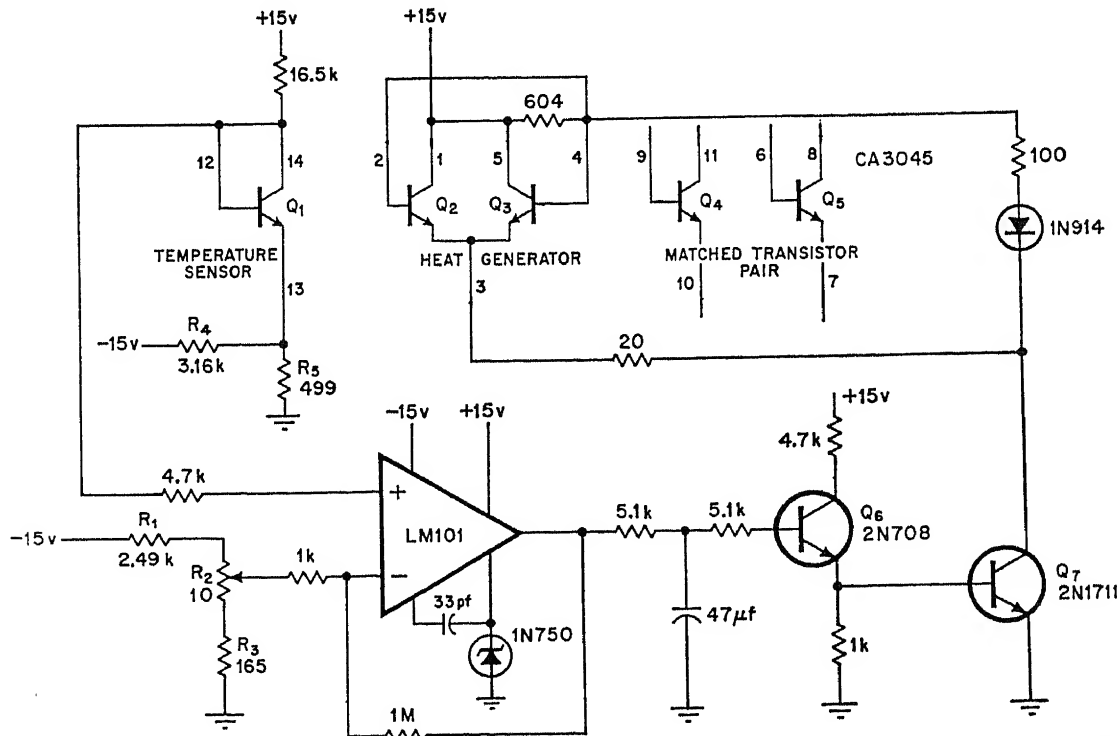 +15v
16.5k
12
14
Q1
TEMPERATURE
SENSOR
13
-15v
R4
3.16k
R5
499
+15v
604
2
1
5
4
Q2
Q3
HEAT GENERATOR
3
9
11
6
8
CA3045
Q4
Q5
MATCHED TRANSISTOR
PAIR
10
7
100
1N914
20
-15v
+15v
4.7k
+
LM101
-
-15v
R1
2.49k
R2
10
1k
R3
165
33pf
1N750
1M
5.1k
5.1k
47µf
+15v
4.7k
Q6
2N708
1k
Q7
2N1711